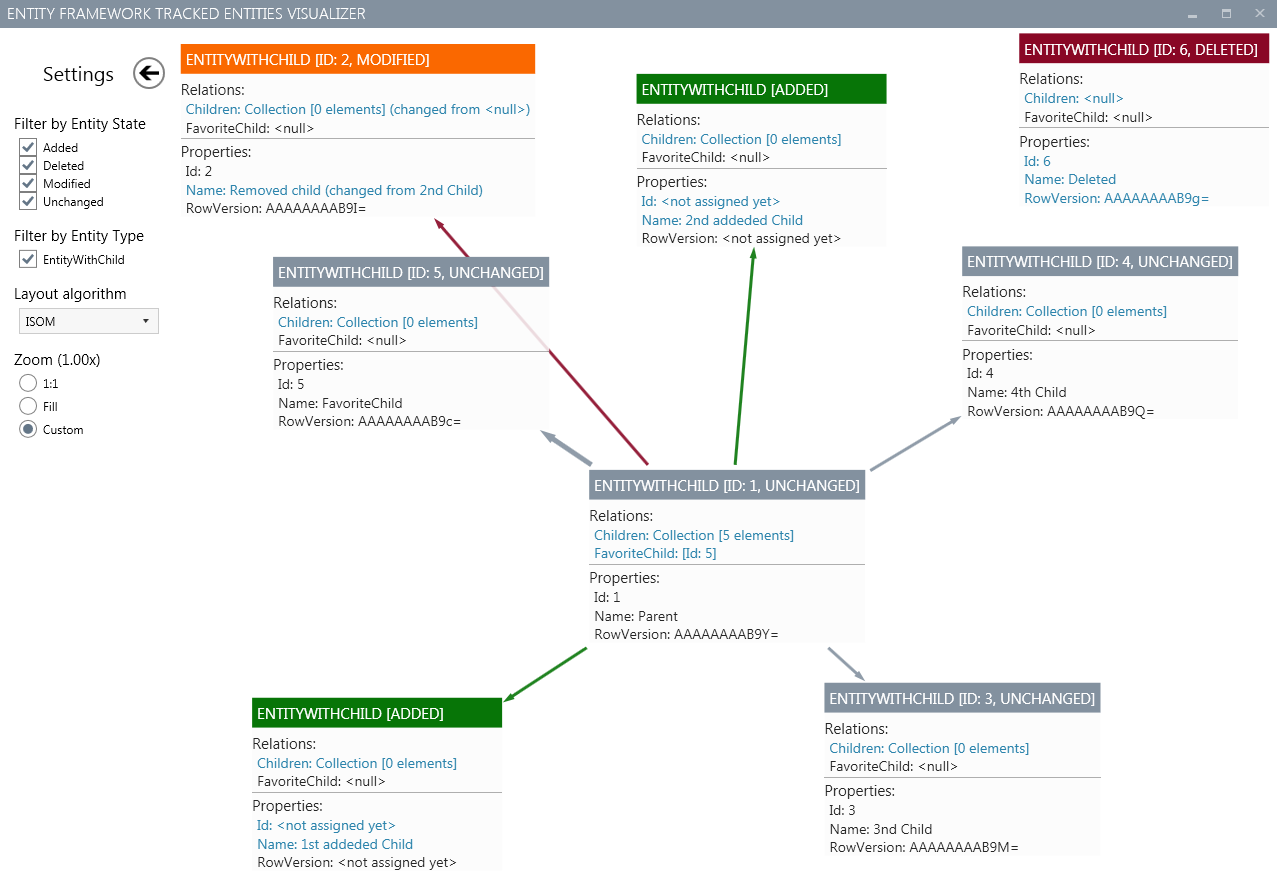 ENTITY FRAMEWORK TRACKED ENTITIES VISUALIZER
Settings
Filter by Entity State
Added
Deleted
Modified
Unchanged
Filter by Entity Type
EntityWithChild
Layout algorithm
ISOM
Zoom (1.00x)
1:1
Fill
Custom
ENTITYWITHCHILD [ID: 2, MODIFIED]
Relations:
Children: Collection [0 elements] (changed from <null>)
FavoriteChild: <null>
Properties:
Id: 2
Name: Removed child (changed from 2nd Child)
RowVersion: AAAAAAAAB9I=
ENTITYWITHCHILD [ADDED]
Relations:
Children: Collection [0 elements]
FavoriteChild: <null>
Properties:
Id: <not assigned yet>
Name: 2nd addeded Child
RowVersion: <not assigned yet>
ENTITYWITHCHILD [ID: 6, DELETED]
Relations:
Children: <null>
FavoriteChild: <null>
Properties:
Id: 6
Name: Deleted
RowVersion: AAAAAAAAB9g=
ENTITYWITHCHILD [ID: 5, UNCHANGED]
Relations:
Children: Collection [0 elements]
FavoriteChild: <null>
Properties:
Id: 5
Name: FavoriteChild
RowVersion: AAAAAAAAB9c=
ENTITYWITHCHILD [ID: 4, UNCHANGED]
Relations:
Children: Collection [0 elements]
FavoriteChild: <null>
Properties:
Id: 4
Name: 4th Child
RowVersion: AAAAAAAAB9Q=
ENTITYWITHCHILD [ID: 1, UNCHANGED]
Relations:
Children: Collection [5 elements]
FavoriteChild: [Id: 5]
Properties:
Id: 1
Name: Parent
RowVersion: AAAAAAAAB9Y=
ENTITYWITHCHILD [ADDED]
Relations:
Children: Collection [0 elements]
FavoriteChild: <null>
Properties:
Id: <not assigned yet>
Name: 1st addeded Child
RowVersion: <not assigned yet>
ENTITYWITHCHILD [ID: 3, UNCHANGED]
Relations:
Children: Collection [0 elements]
FavoriteChild: <null>
Properties:
Id: 3
Name: 3nd Child
RowVersion: AAAAAAAAB9M=